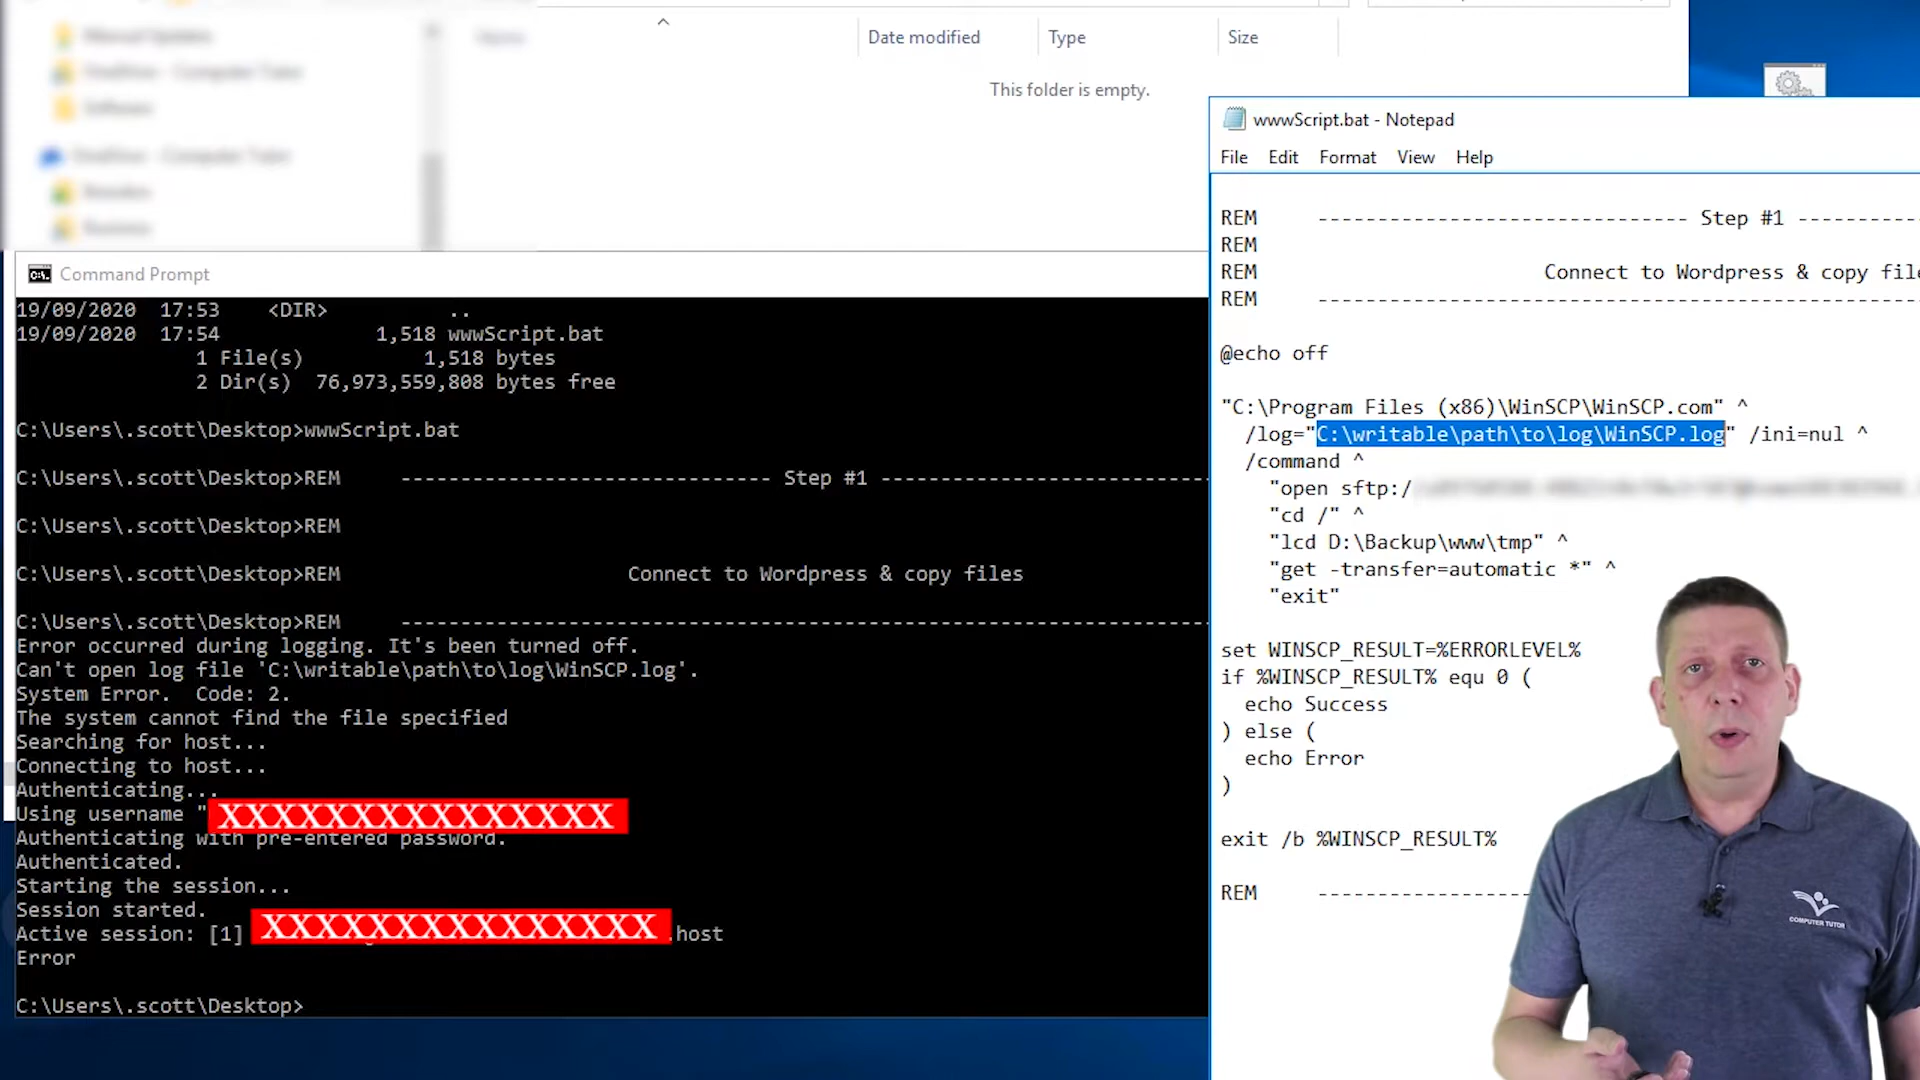 Date modified Type Size
This folder is empty.
Command Prompt
19/09/2020 17:53 <DIR> ..
19/09/2020 17:54 1,518 wwwScript.bat
1 File(s) 1,518 bytes
2 Dir(s) 76,973,559,808 bytes free
C:\Users\.scott\Desktop>wwwScript.bat
C:\Users\.scott\Desktop>REM ------------------------------- Step #1 ----------------------------
C:\Users\.scott\Desktop>REM
C:\Users\.scott\Desktop>REM Connect to Wordpress & copy files
C:\Users\.scott\Desktop>REM -------------------------------------------------------------------
Error occurred during logging. It's been turned off.
Can't open log file 'C:\writable\path\to\log\WinSCP.log'.
System Error. Code: 2.
The system cannot find the file specified
Searching for host...
Connecting to host...
Authenticating...
Using username "XXXXXXXXXXXXXXX
Authenticating with pre-entered password.
Authenticated.
Starting the session...
Session started.
Active session: [1] XXXXXXXXXXXXXXX.host
Error
C:\Users\.scott\Desktop>
wwwScript.bat - Notepad
File Edit Format View Help
REM ------------------------------- Step #1 ----------
REM
REM Connect to Wordpress & copy file
REM --------------------------------------------------
@echo off
"C:\Program Files (x86)\WinSCP\WinSCP.com" ^
/log="C:\writable\path\to\log\WinSCP.log" /ini=nul ^
/command ^
"open sftp:/
"cd /" ^
"lcd D:\Backup\www\tmp" ^
"get -transfer=automatic *" ^
"exit"
set WINSCP_RESULT=%ERRORLEVEL%
if %WINSCP_RESULT% equ 0 (
echo Success
) else (
echo Error
)
exit /b %WINSCP_RESULT%
REM ------------------
COMPUTER TUTOR